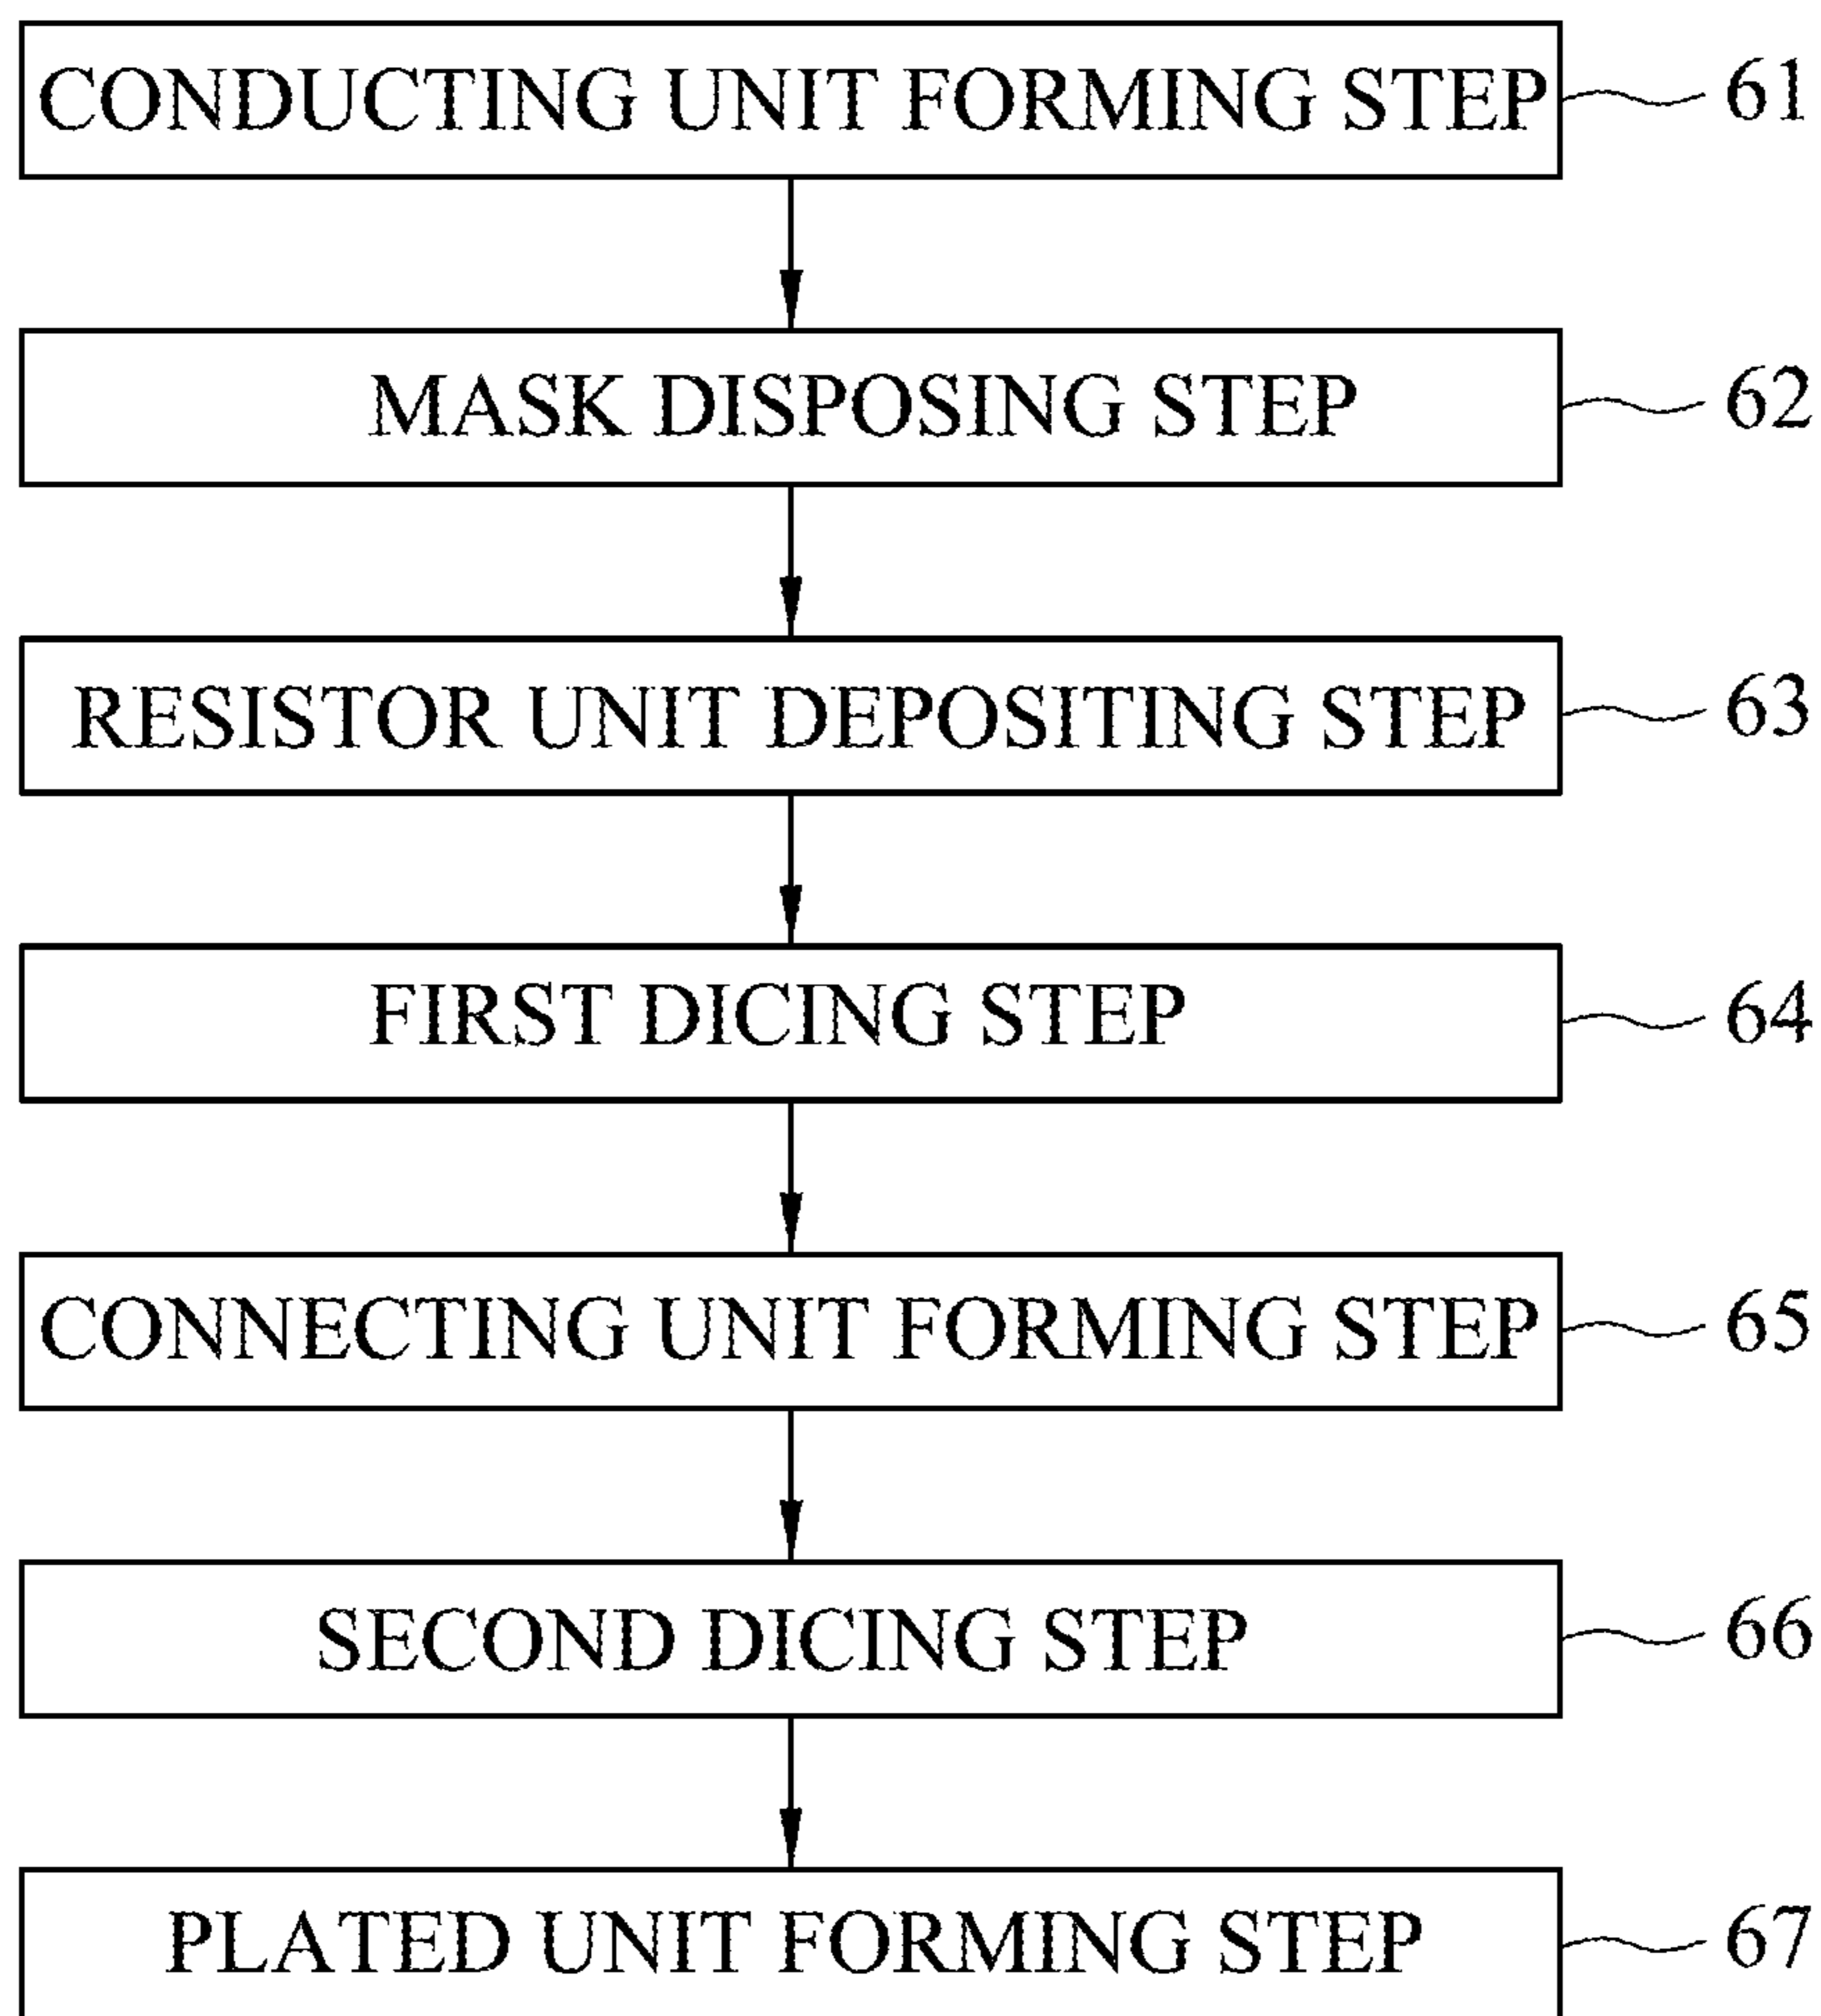 CONDUCTING UNIT FORMING STEP 61
MASK DISPOSING STEP 62
RESISTOR UNIT DEPOSITING STEP 63
FIRST DICING STEP 64
CONNECTING UNIT FORMING STEP 65
SECOND DICING STEP 66
PLATED UNIT FORMING STEP 67